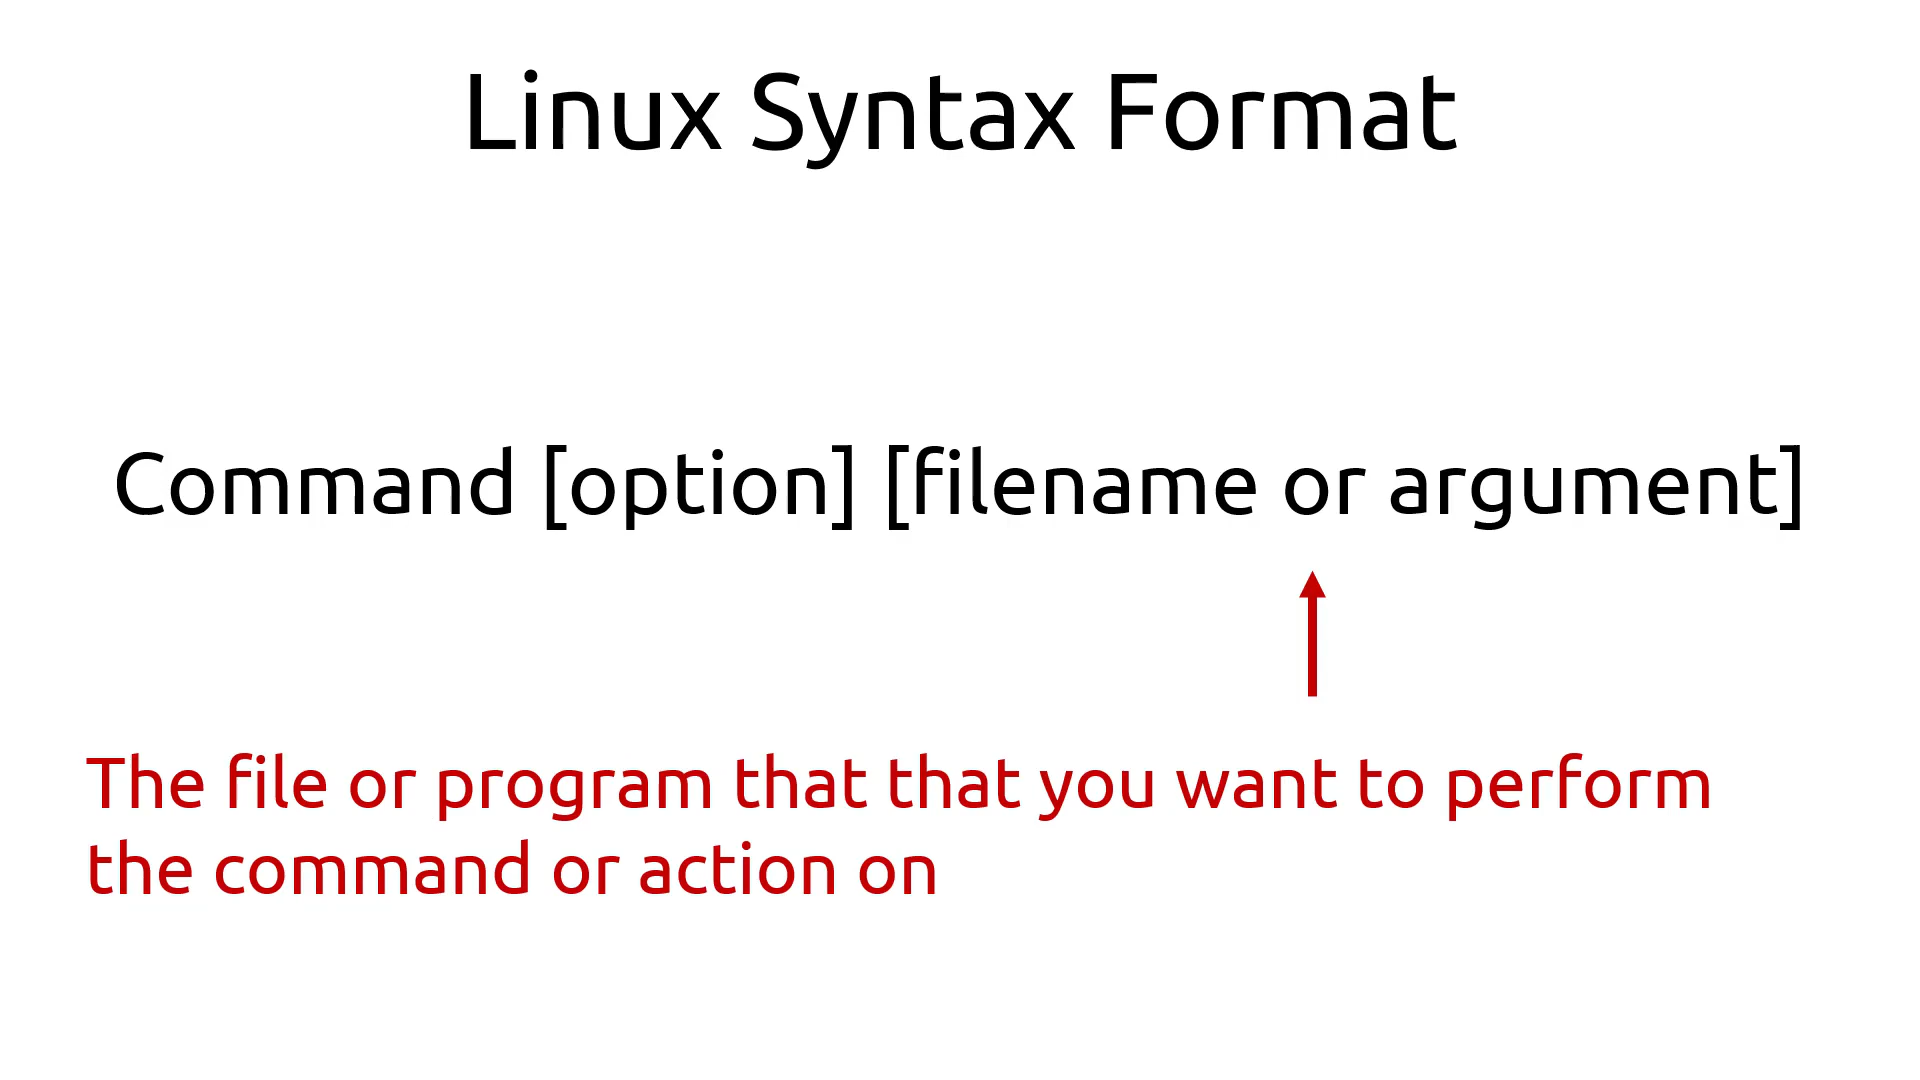 Linux Syntax Format
Command [option] [filename or argument]
The file or program that that you want to perform
the command or action on